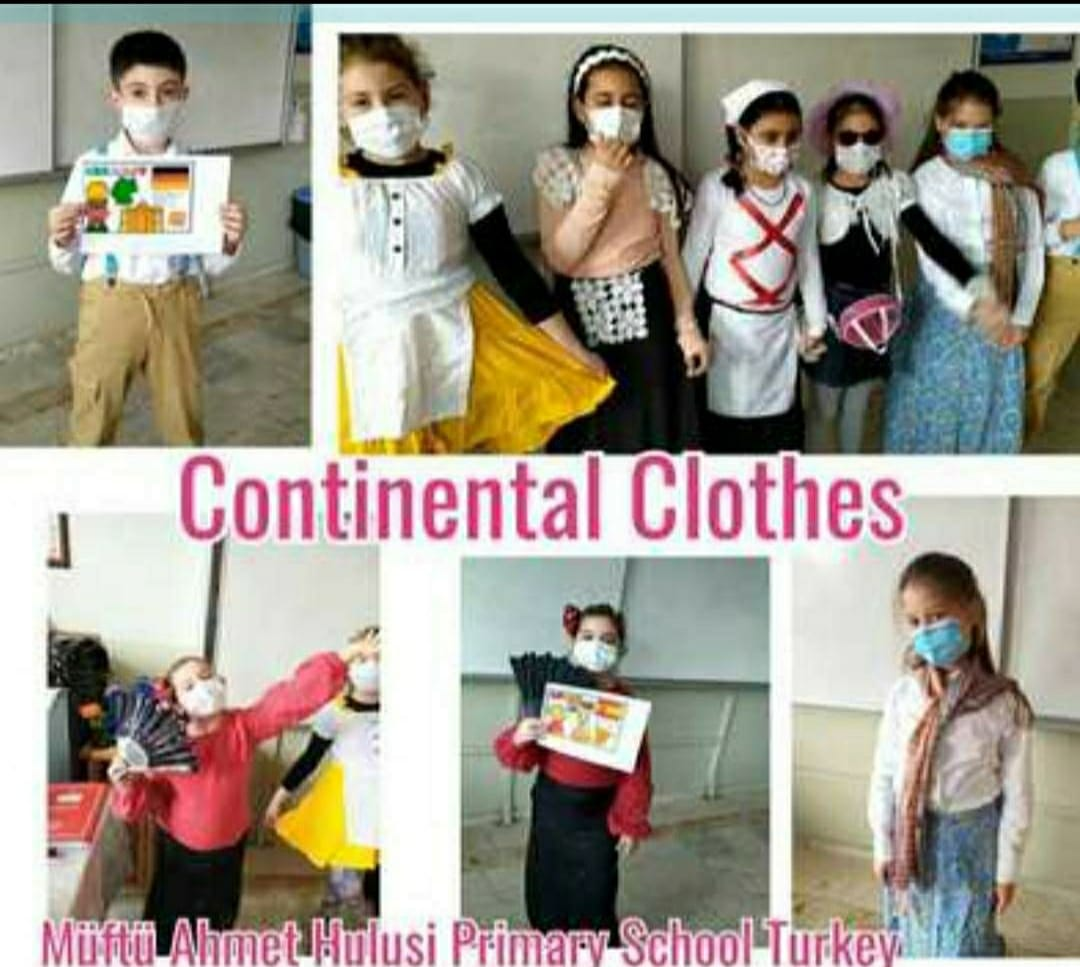 Continental Clothes
Müftü Ahmet Hulusi Primary School Turkey